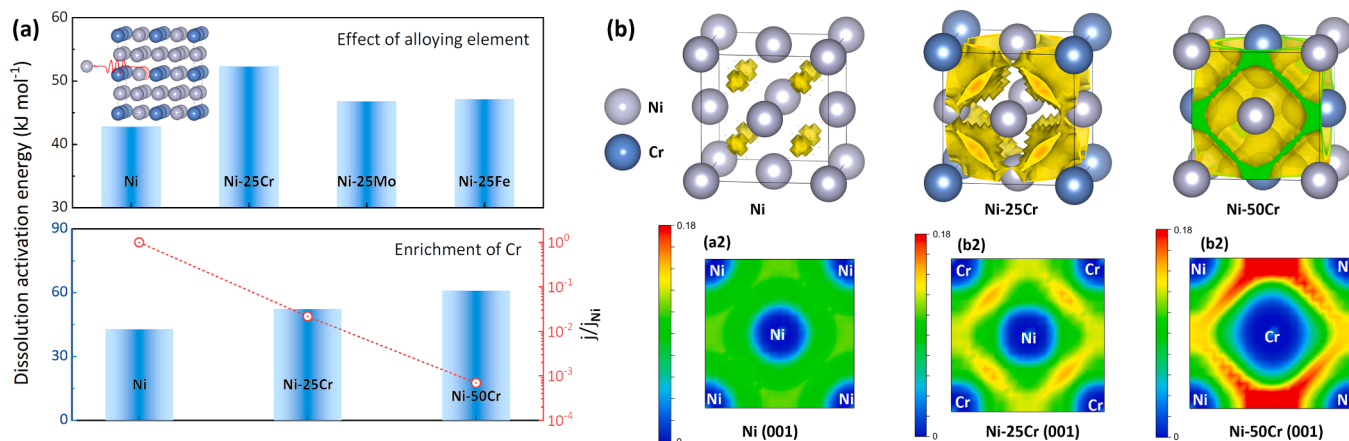 (a)
Dissolution activation energy (kJ mol⁻¹)
60
50
40
30
Effect of alloying element
Ni
Ni-25Cr
Ni-25Mo
Ni-25Fe
90
60
30
0
Enrichment of Cr
Ni
Ni-25Cr
Ni-50Cr
10⁰
10⁻¹
10⁻²
10⁻³
10⁻⁴
j/jNi
(b)
Ni
Cr
Ni
Ni-25Cr
Ni-50Cr
0.18
(a2)
Ni
Ni
Ni
Ni
Ni
0
Ni (001)
0.18
(b2)
Cr
Cr
Ni
Cr
Cr
0
Ni-25Cr (001)
0.18
(b2)
Ni
Ni
Cr
Ni
Ni
0
Ni-50Cr (001)